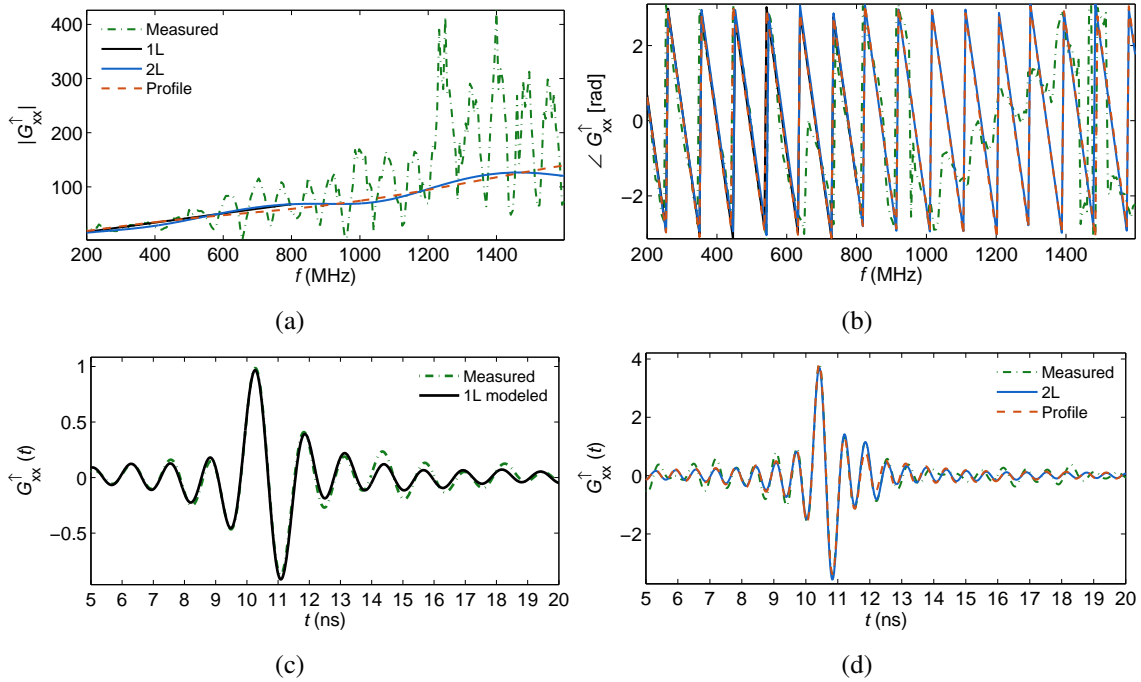 400
300
200
100
|G↑xx|
Measured
1L
2L
Profile
200 400 600 800 1000 1200 1400
f (MHz)
(a)
2
0
−2
∠ G↑xx [rad]
200 400 600 800 1000 1200 1400
f (MHz)
(b)
1
0.5
0
−0.5
G↑xx (t)
Measured
1L modeled
5 6 7 8 9 10 11 12 13 14 15 16 17 18 19 20
t (ns)
(c)
4
2
0
−2
G↑xx (t)
Measured
2L
Profile
5 6 7 8 9 10 11 12 13 14 15 16 17 18 19 20
t (ns)
(d)